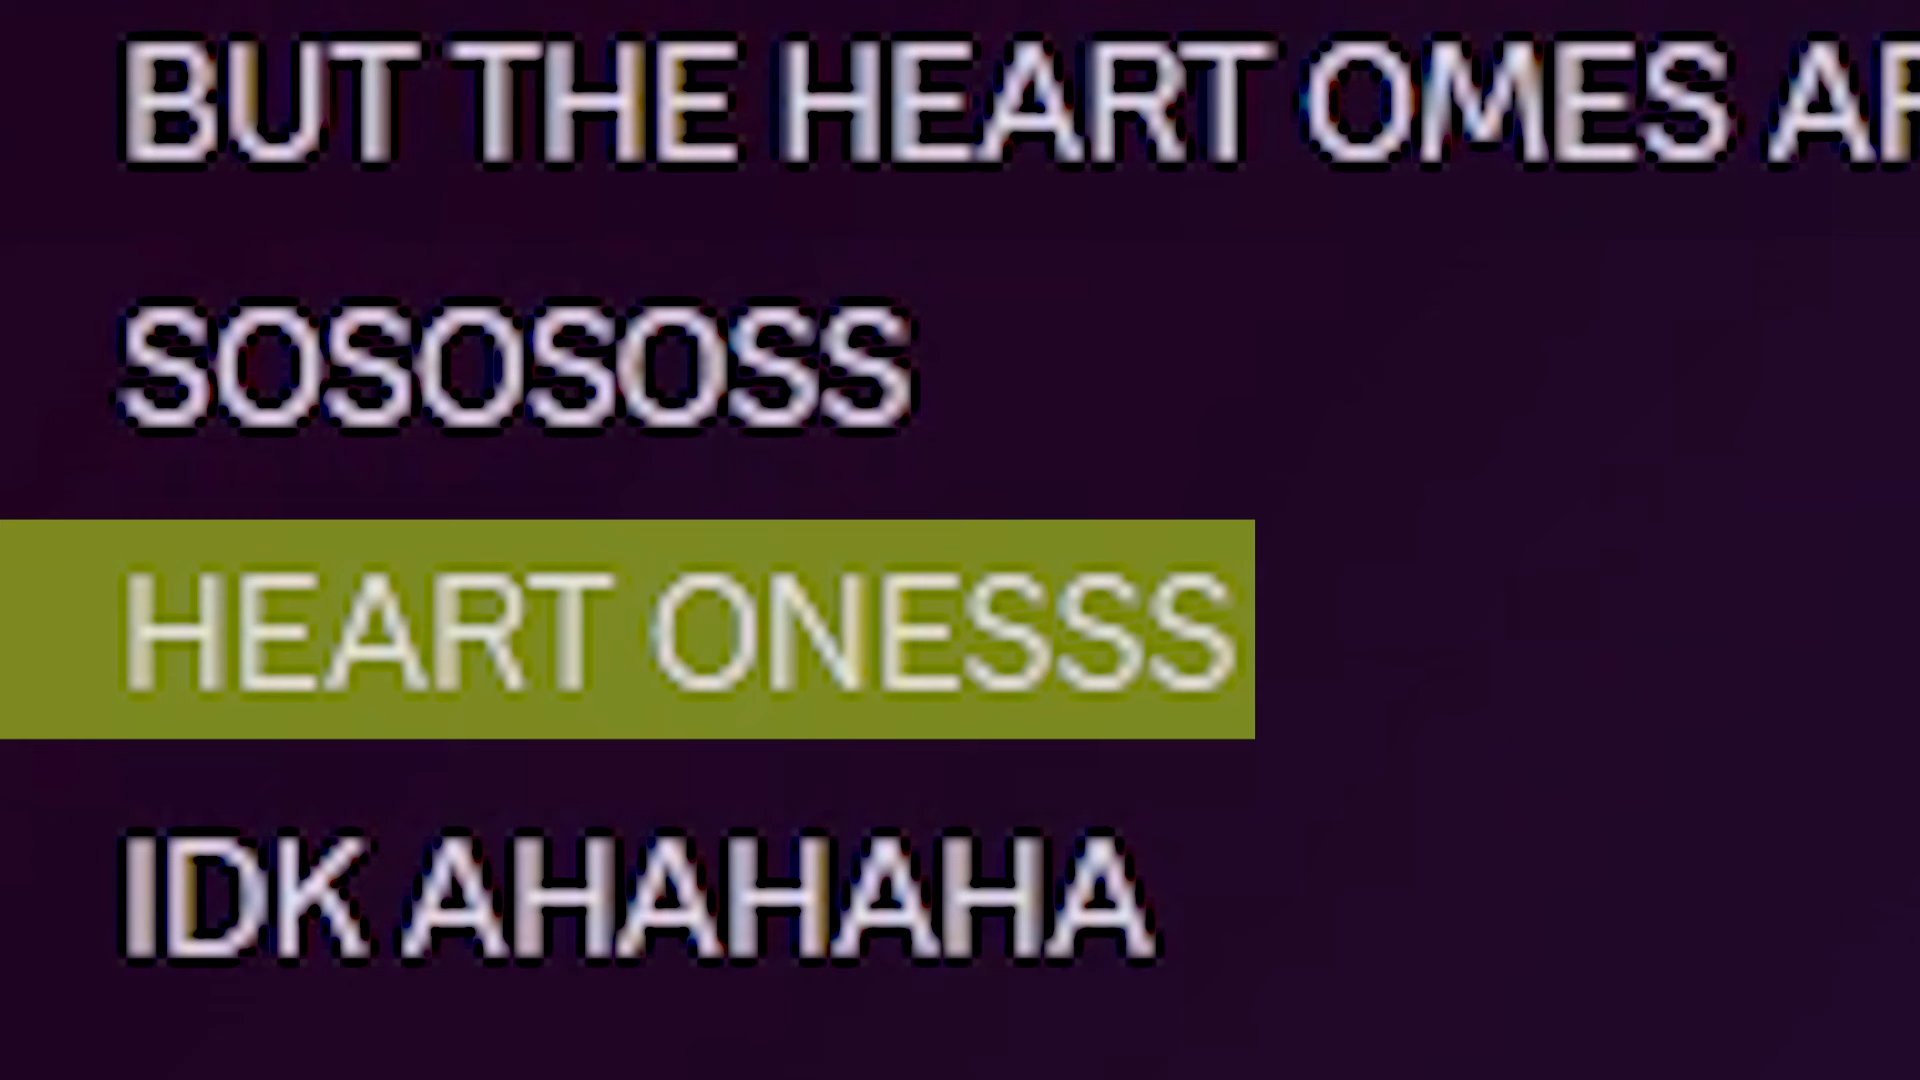 BUT THE HEART OMES
SOSOSOSS
HEART ONESSS
IDK AHAHAHA